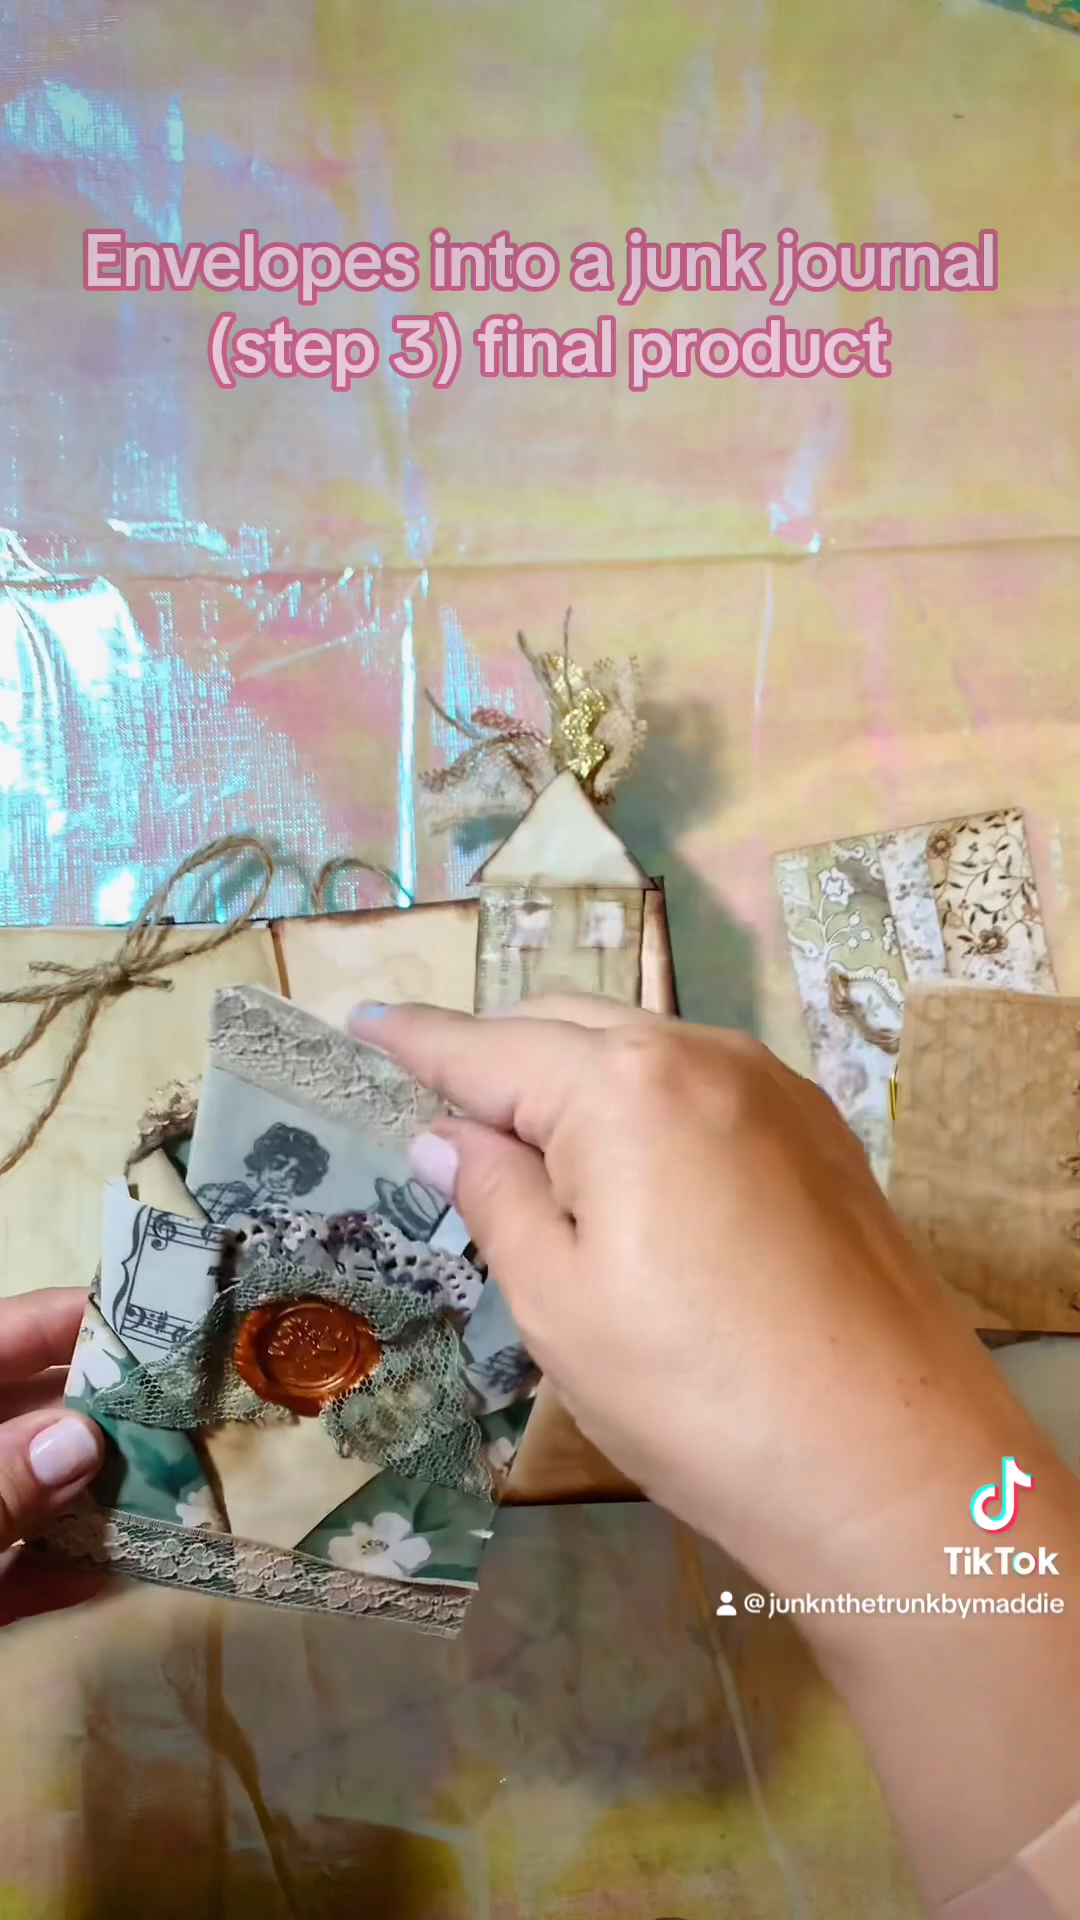 Envelopes into a junk journal
(step 3) final product
TikTok
@junknthetrunkbymaddie